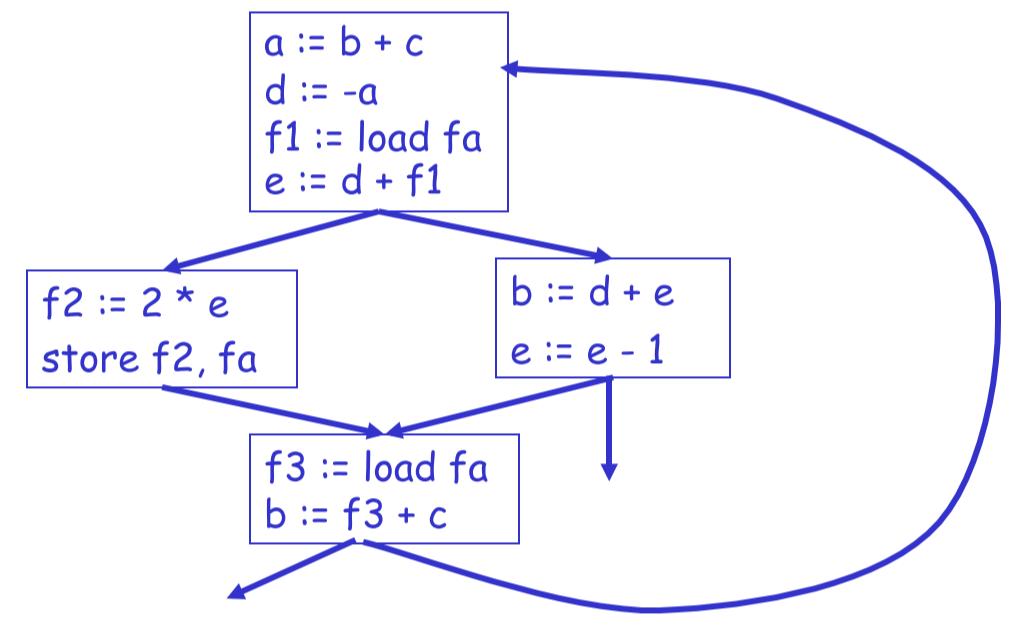 a := b + c
d := -a
f1 := load fa
e := d + f1
f2 := 2 * e
store f2, fa
b := d + e
e := e - 1
f3 := load fa
b := f3 + c